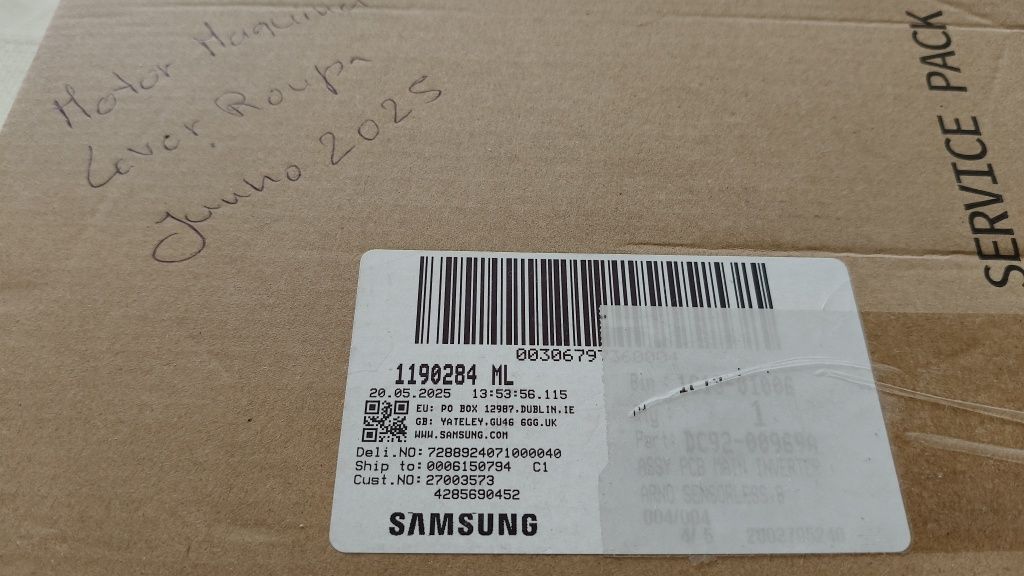 Motor Maquina
Lavar Roupa
Junho 2025
SERVICE PACK
1190284 ML
20.05.2025 13:53:56.115
EU: PO BOX 12987.DUBLIN.IE
GB: YATELEY.GU46 6GG.UK
WWW.SAMSUNG.COM
Deli.NO: 7288924071000040
Ship to: 0006150794 C1
Cust.NO: 27003573
4285690452
SAMSUNG
1
Part: DC92-00969A
ASSY PCB MAIN INVERTER
004/004